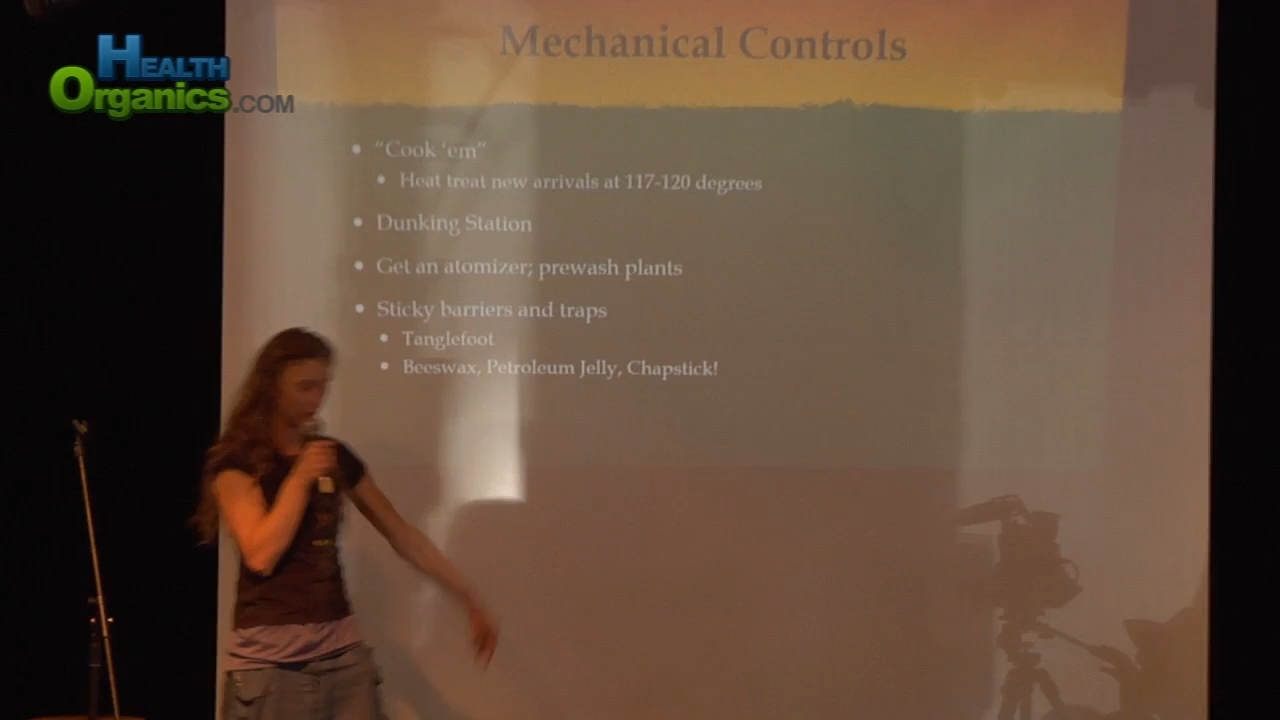 Health
Organics.com
Mechanical Controls
• "Cook 'em"
• Heat treat new arrivals at 117-120 degrees
• Dunking Station
• Get an atomizer; prewash plants
• Sticky barriers and traps
• Tanglefoot
• Beeswax, Petroleum Jelly, Chapstick!